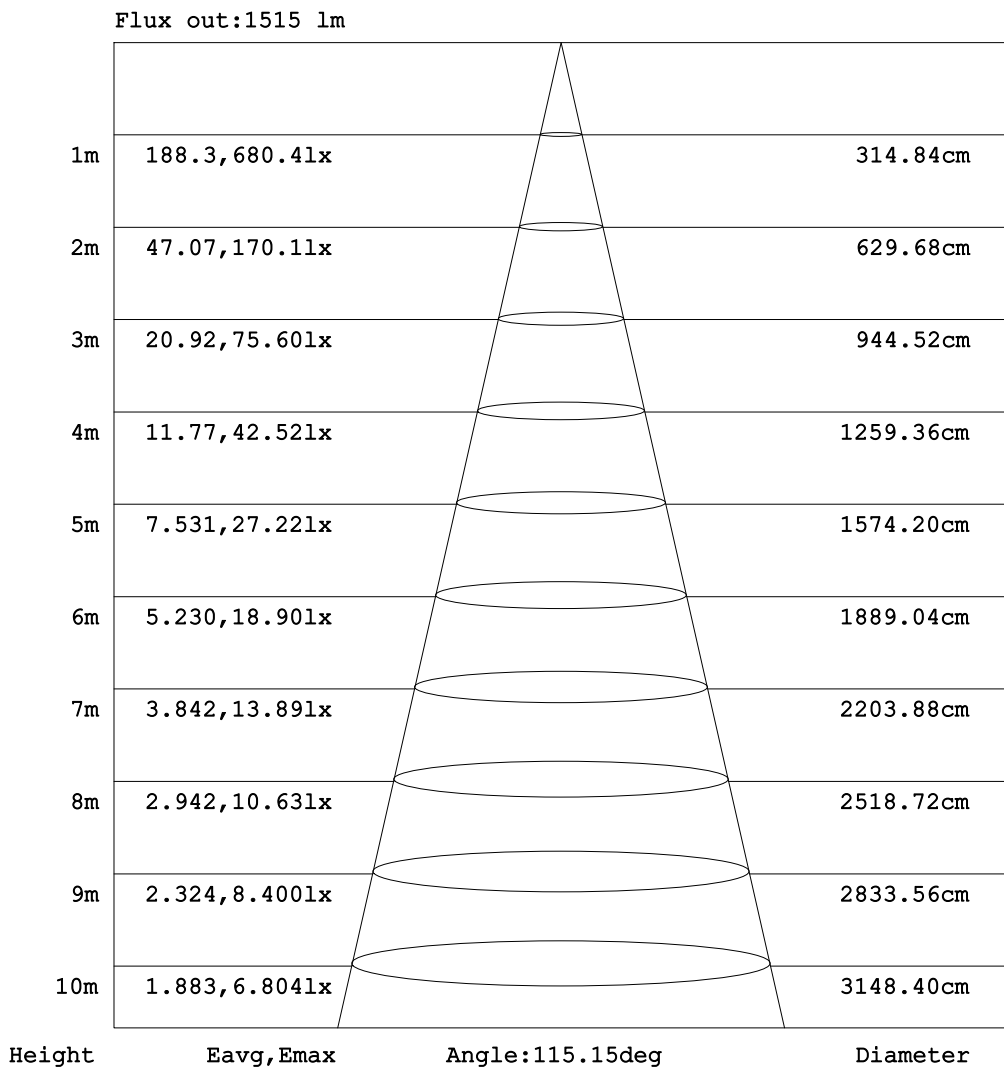 Flux out:1515 lm
1m 188.3,680.4lx 314.84cm
2m 47.07,170.1lx 629.68cm
3m 20.92,75.60lx 944.52cm
4m 11.77,42.52lx 1259.36cm
5m 7.531,27.22lx 1574.20cm
6m 5.230,18.90lx 1889.04cm
7m 3.842,13.89lx 2203.88cm
8m 2.942,10.63lx 2518.72cm
9m 2.324,8.400lx 2833.56cm
10m 1.883,6.804lx 3148.40cm
Height Eavg,Emax Angle:115.15deg Diameter